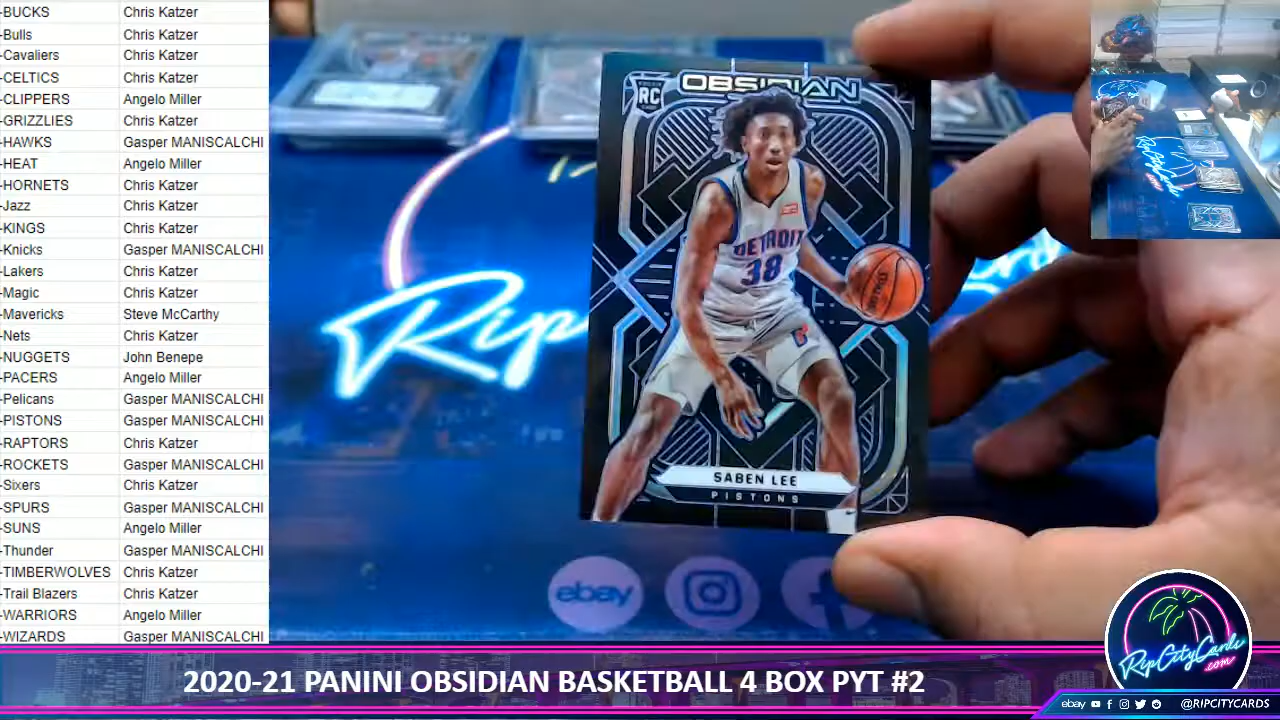 -BUCKS Chris Katzer
-Bulls Chris Katzer
-Cavaliers Chris Katzer
-CELTICS Chris Katzer
-CLIPPERS Angelo Miller
-GRIZZLIES Chris Katzer
-HAWKS Gasper MANISCALCHI
-HEAT Angelo Miller
-HORNETS Chris Katzer
-Jazz Chris Katzer
-KINGS Chris Katzer
-Knicks Gasper MANISCALCHI
-Lakers Chris Katzer
-Magic Chris Katzer
-Mavericks Steve McCarthy
-Nets Chris Katzer
-NUGGETS John Benepe
-PACERS Angelo Miller
-Pelicans Gasper MANISCALCHI
-PISTONS Gasper MANISCALCHI
-RAPTORS Chris Katzer
-ROCKETS Gasper MANISCALCHI
-Sixers Chris Katzer
-SPURS Gasper MANISCALCHI
-SUNS Angelo Miller
-Thunder Gasper MANISCALCHI
-TIMBERWOLVES Chris Katzer
-Trail Blazers Chris Katzer
-WARRIORS Angelo Miller
-WIZARDS Gasper MANISCALCHI
RC
OBSIDIAN
DETROIT
38
SPALDING
SABEN LEE
PISTONS
Rip
ebay
RipCityCards
.com
RipCityCards
.com
2020-21 PANINI OBSIDIAN BASKETBALL 4 BOX PYT #2
ebay @RIPCITYCARDS